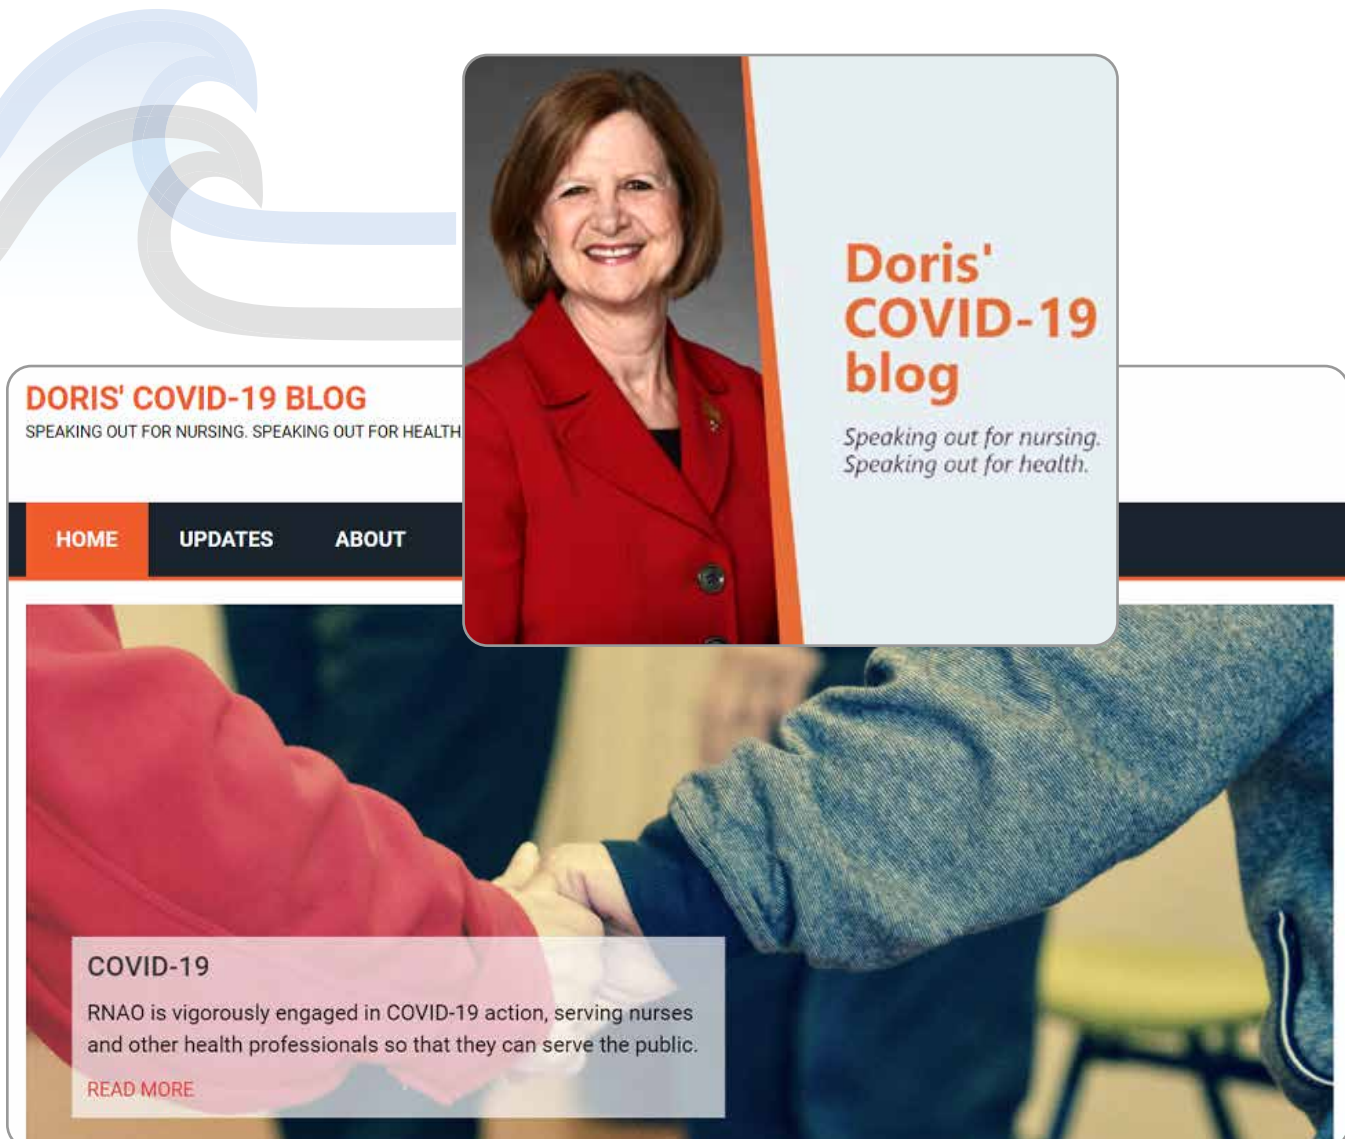 Doris'
COVID-19
blog
Speaking out for nursing.
Speaking out for health.
DORIS' COVID-19 BLOG
SPEAKING OUT FOR NURSING. SPEAKING OUT FOR HEALTH
HOME UPDATES ABOUT
COVID-19
RNAO is vigorously engaged in COVID-19 action, serving nurses
and other health professionals so that they can serve the public.
READ MORE